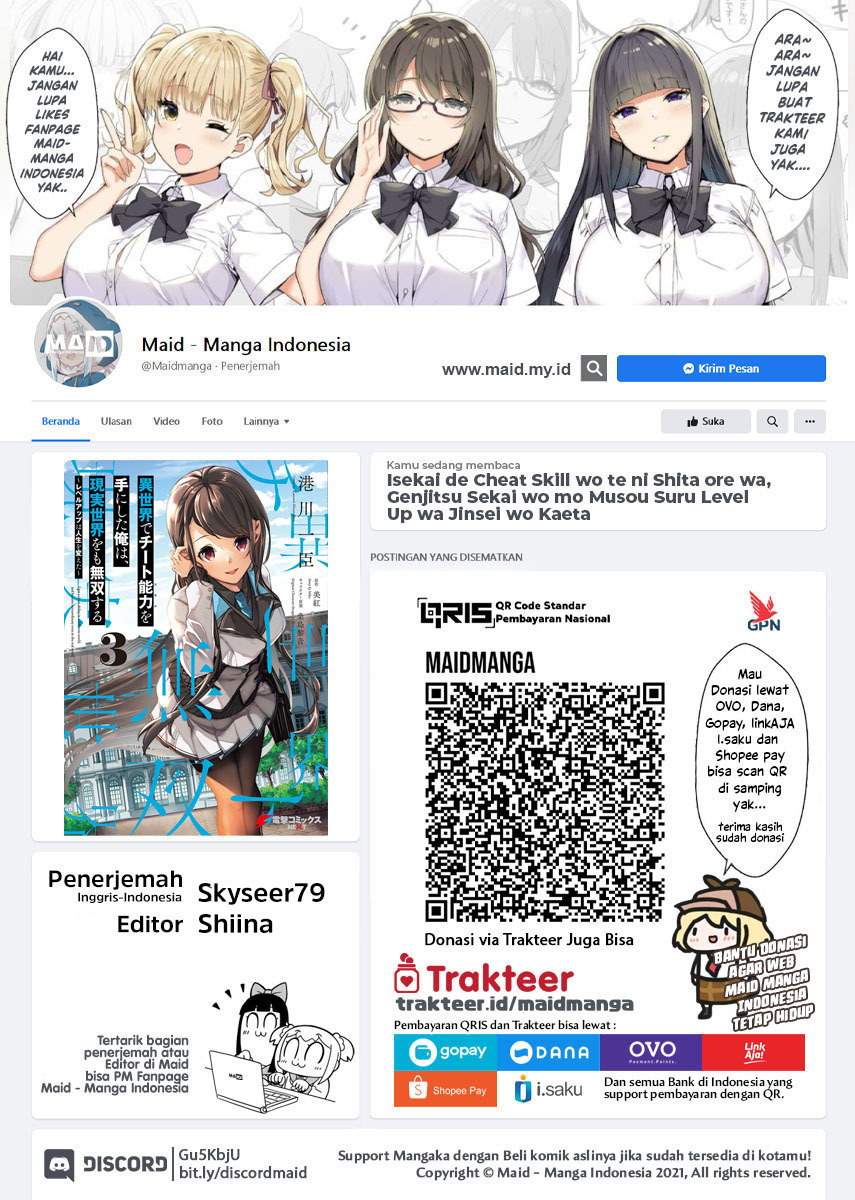 HAI
KAMU...
JANGAN
LUPA
LIKES
FANPAGE
MAID-
MANGA
INDONESIA
YAK..
ARA~
ARA~
JANGAN
LUPA
BUAT
TRAKTEER
KAMI
JUGA
YAK....
MAID
Maid - Manga Indonesia
@Maidmanga · Penerjemah
www.maid.my.id
Kirim Pesan
Beranda
Ulasan
Video
Foto
Lainnya
Suka
異世界でチート能力を
手にした俺は、
現実世界をも無双する
~レベルアップは人生を変えた~
3
港川一臣
美紅
桑島黎音
電撃コミックス
NEXT
Kamu sedang membaca
Isekai de Cheat Skill wo te ni Shita ore wa,
Genjitsu Sekai wo mo Musou Suru Level
Up wa Jinsei wo Kaeta
POSTINGAN YANG DISEMATKAN
QRIS
QR Code Standar
Pembayaran Nasional
GPN
MAIDMANGA
Mau
Donasi lewat
OVO, Dana,
Gopay, linkAJA
I.saku dan
Shopee pay
bisa scan QR
di samping
yak...
terima kasih
sudah donasi
Donasi via Trakteer Juga Bisa
Trakteer
trakteer.id/maidmanga
BANTU DONASI
AGAR WEB
MAID MANGA
INDONESIA
TETAP HIDUP
Pembayaran QRIS dan Trakteer bisa lewat :
gopay
DANA
OVO
Payment.Points.
Link
Aja!
Shopee Pay
i.saku
Dan semua Bank di Indonesia yang
support pembayaran dengan QR.
Penerjemah
Inggris-Indonesia
Skyseer79
Editor
Shiina
Tertarik bagian
penerjemah atau
Editor di Maid
bisa PM Fanpage
Maid - Manga Indonesia
MAID
DISCORD
Gu5KbjU
bit.ly/discordmaid
Support Mangaka dengan Beli komik aslinya jika sudah tersedia di kotamu!
Copyright © Maid – Manga Indonesia 2021, All rights reserved.